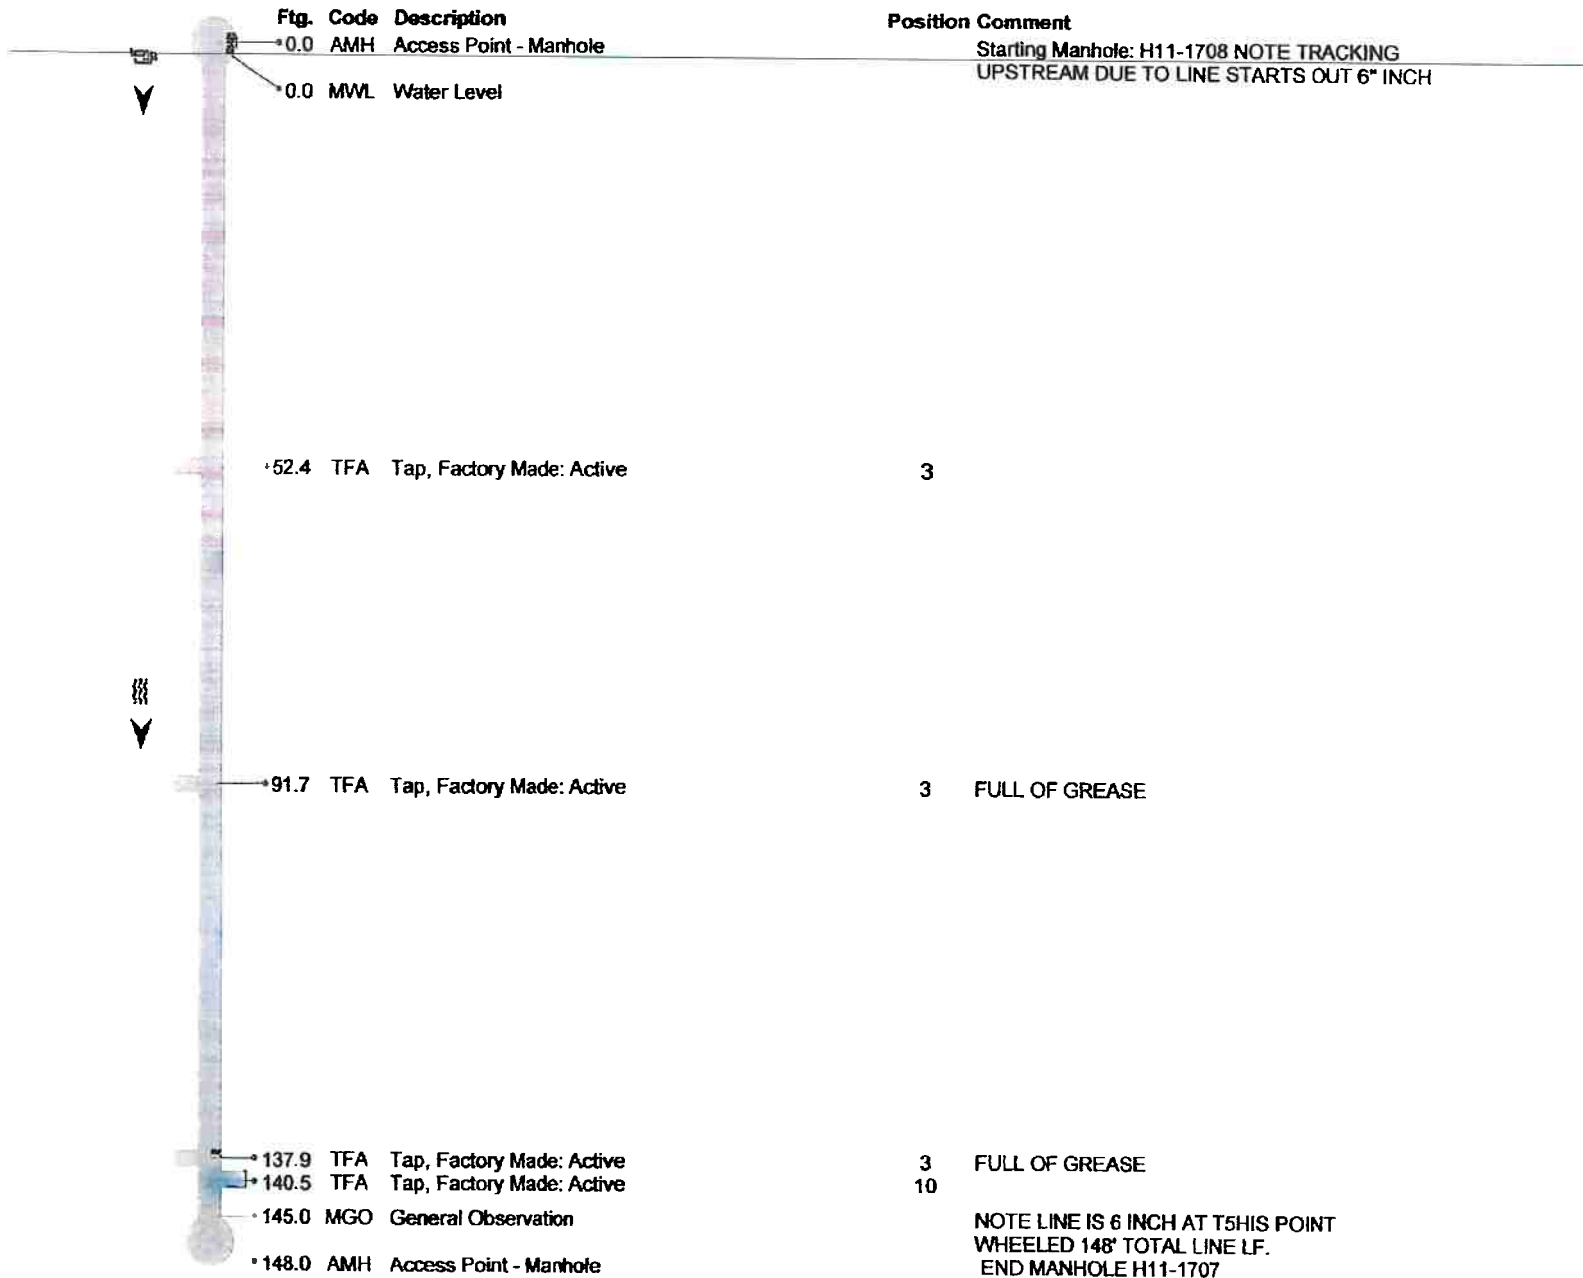 Ftg. Code Description Position Comment
0.0 AMH Access Point - Manhole Starting Manhole: H11-1708 NOTE TRACKING
UPSTREAM DUE TO LINE STARTS OUT 6" INCH
0.0 MWL Water Level
52.4 TFA Tap, Factory Made: Active 3
91.7 TFA Tap, Factory Made: Active 3 FULL OF GREASE
137.9 TFA Tap, Factory Made: Active 3 FULL OF GREASE
140.5 TFA Tap, Factory Made: Active 10
145.0 MGO General Observation NOTE LINE IS 6 INCH AT T5HIS POINT
WHEELED 148' TOTAL LINE LF.
148.0 AMH Access Point - Manhole END MANHOLE H11-1707